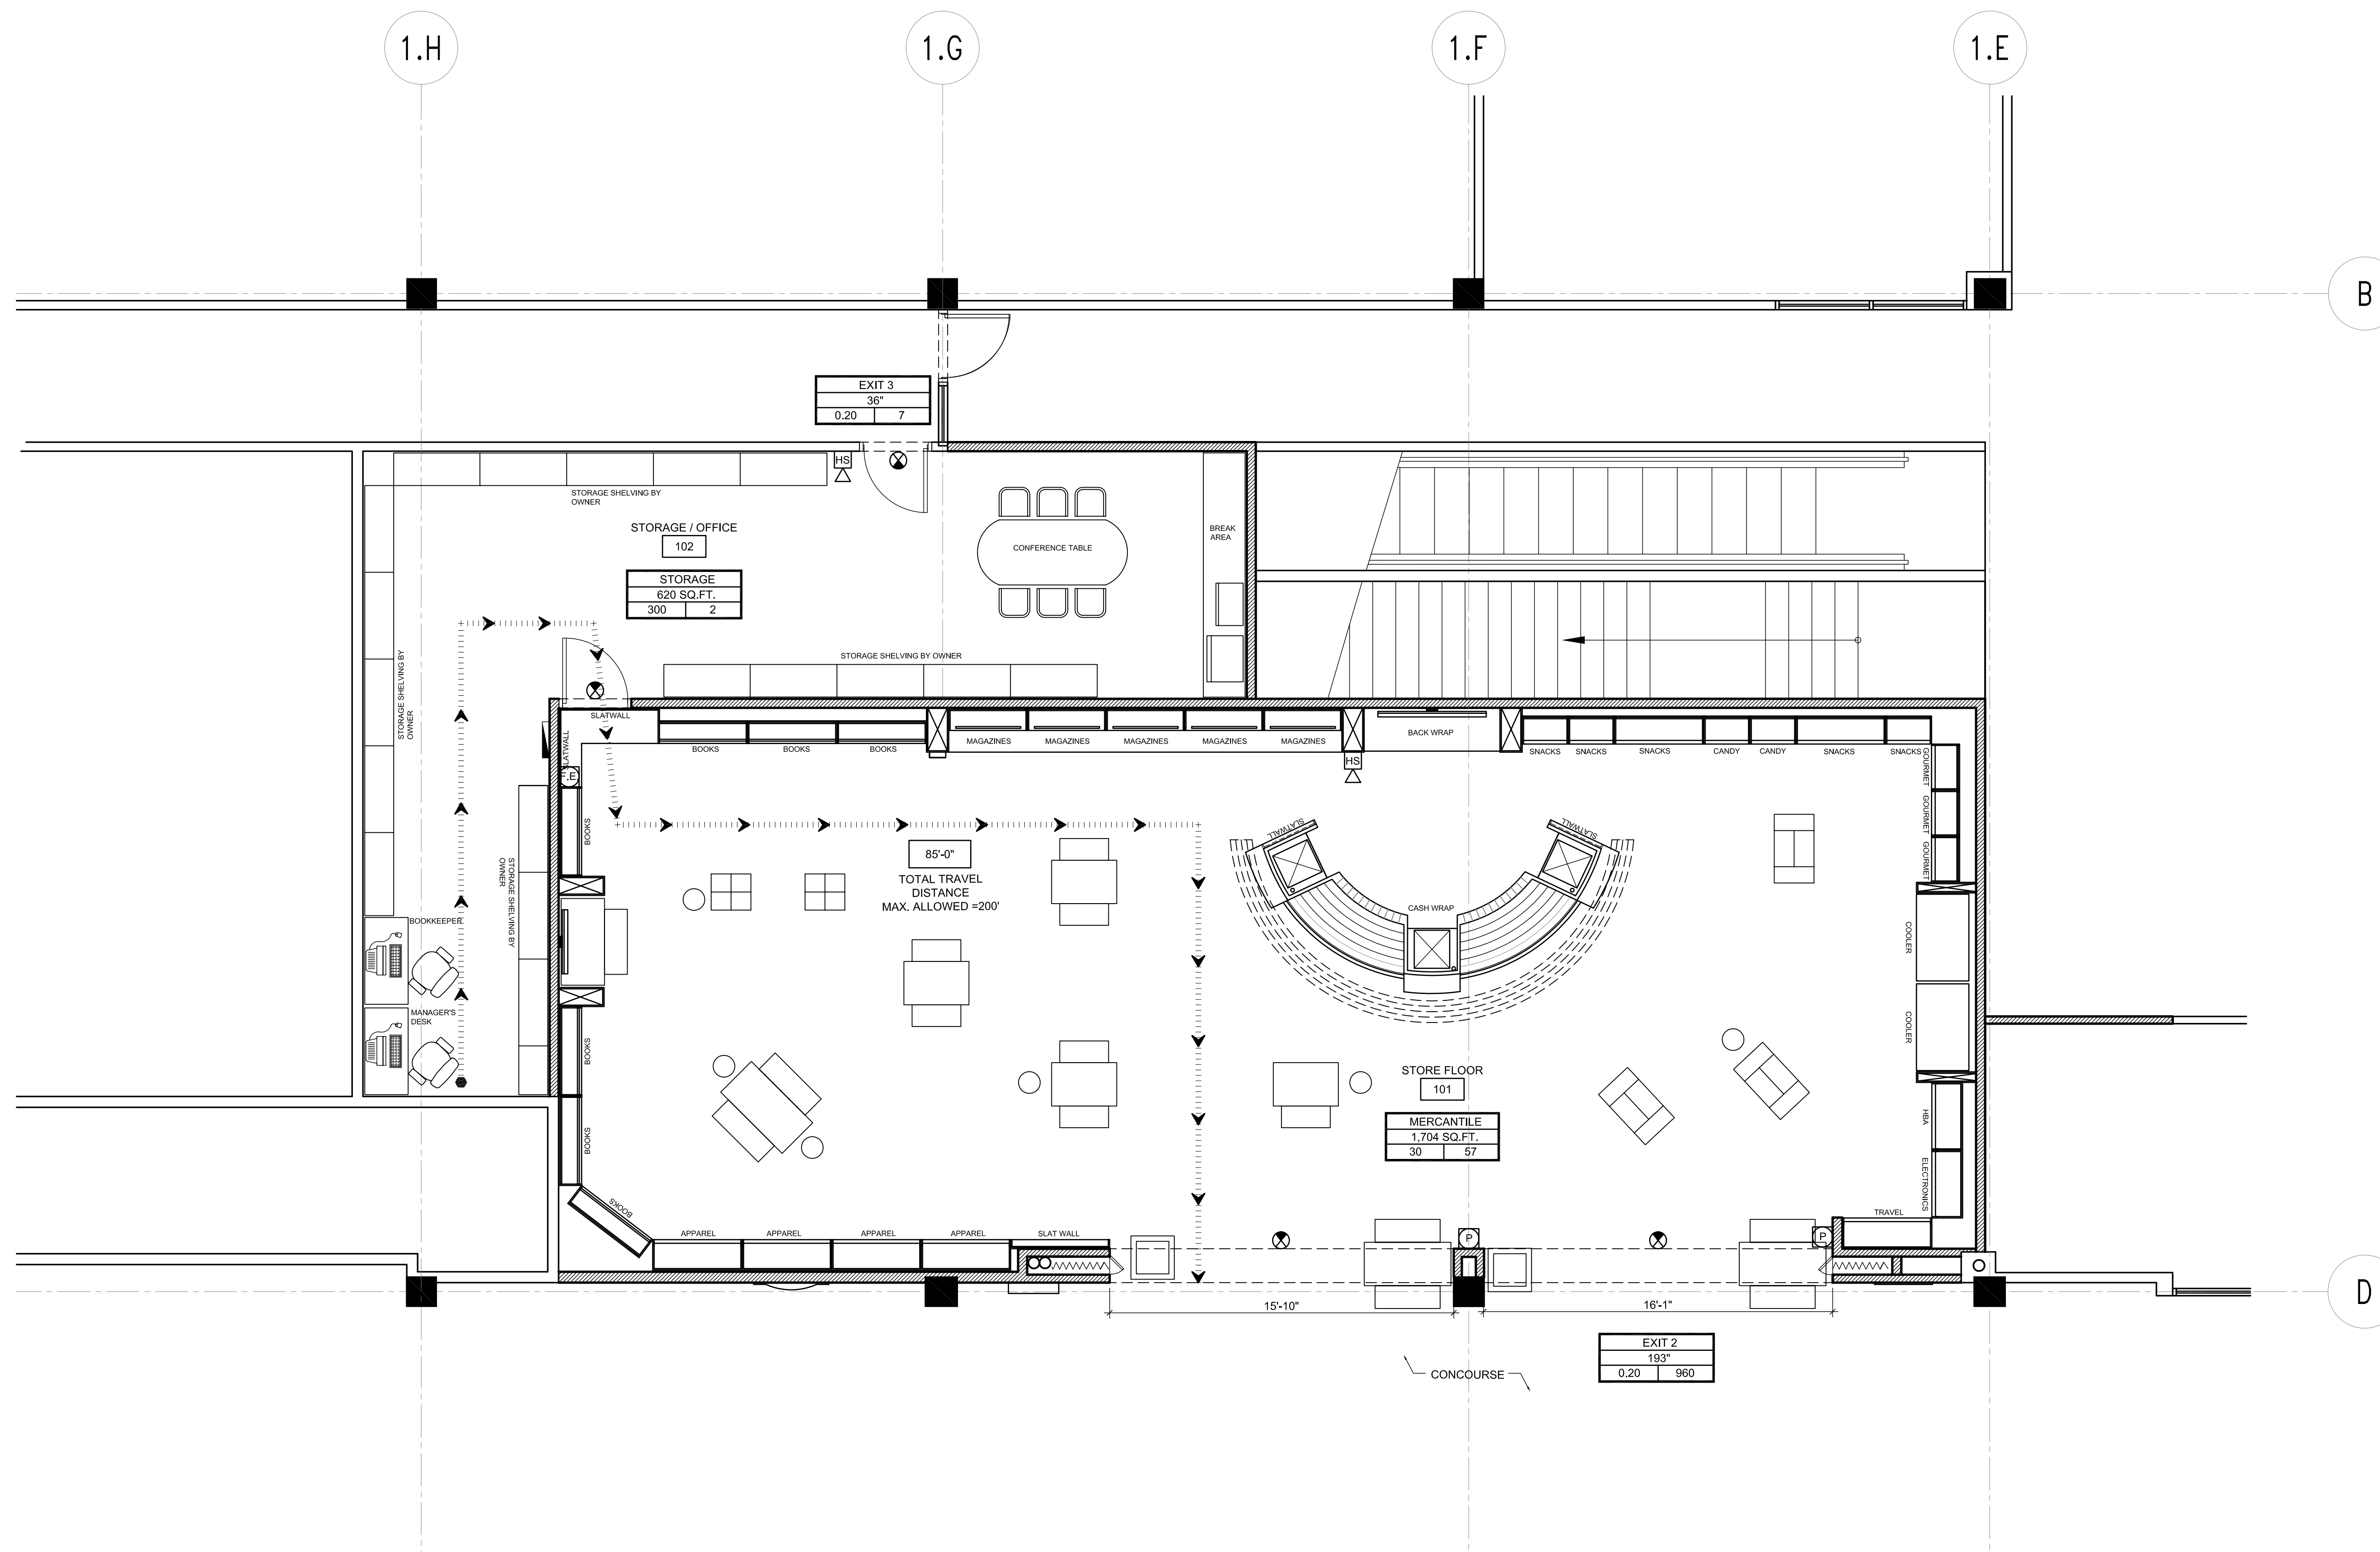 1.H
1.G
1.F
1.E
B
EXIT 3
36"
0.20 7
HS
STORAGE SHELVING BY
OWNER
STORAGE / OFFICE
102
STORAGE
620 SQ.FT.
300 2
CONFERENCE TABLE
BREAK
AREA
STORAGE SHELVING BY
OWNER
STORAGE SHELVING BY OWNER
SLATWALL
SLATWALL
F.E.
BOOKS
BOOKS
BOOKS
MAGAZINES
MAGAZINES
MAGAZINES
MAGAZINES
MAGAZINES
BACK WRAP
HS
SNACKS
SNACKS
SNACKS
CANDY
CANDY
SNACKS
SNACKS
GOURMET
GOURMET
GOURMET
BOOKS
85'-0"
TOTAL TRAVEL
DISTANCE
MAX. ALLOWED =200'
SLATWALL
SLATWALL
CASH WRAP
STORAGE SHELVING BY
OWNER
BOOKKEEPER
MANAGER'S
DESK
COOLER
COOLER
BOOKS
BOOKS
BOOKS
STORE FLOOR
101
MERCANTILE
1,704 SQ.FT.
30 57
HBA
ELECTRONICS
TRAVEL
APPAREL
APPAREL
APPAREL
APPAREL
SLAT WALL
P
P
D
15'-10"
16'-1"
EXIT 2
193"
0.20 960
CONCOURSE